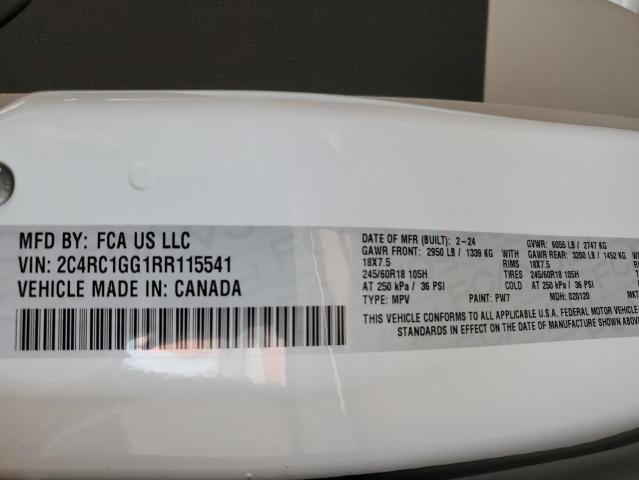 MFD BY: FCA US LLC
VIN: 2C4RC1GG1RR115541
VEHICLE MADE IN: CANADA
DATE OF MFR (BUILT): 2-24 GVWR: 6055 LB / 2747 KG
GAWR FRONT: 2950 LB / 1339 KG GAWR REAR: 3200 LB / 1452 KG
18X7.5 RIMS 18X7.5
245/60R18 105H TIRES 245/60R18 105H
AT 250 kPa / 36 PSI COLD AT 250 kPa / 36 PSI
TYPE: MPV PAINT: PW7 MDH: 020120 MKT
THIS VEHICLE CONFORMS TO ALL APPLICABLE U.S.A. FEDERAL MOTOR VEHICLE
STANDARDS IN EFFECT ON THE DATE OF MANUFACTURE SHOWN ABOVE